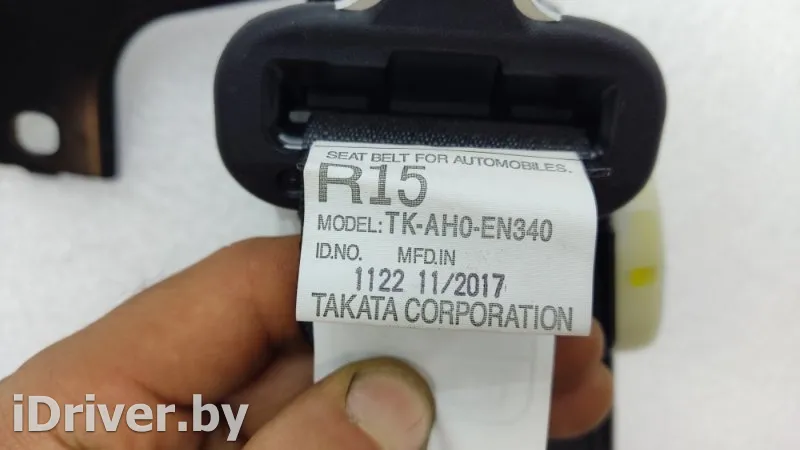 SEAT BELT FOR AUTOMOBILES.
R15
MODEL: TK-AH0-EN340
ID.NO. MFD.IN
1122 11/2017
TAKATA CORPORATION
iDriver.by